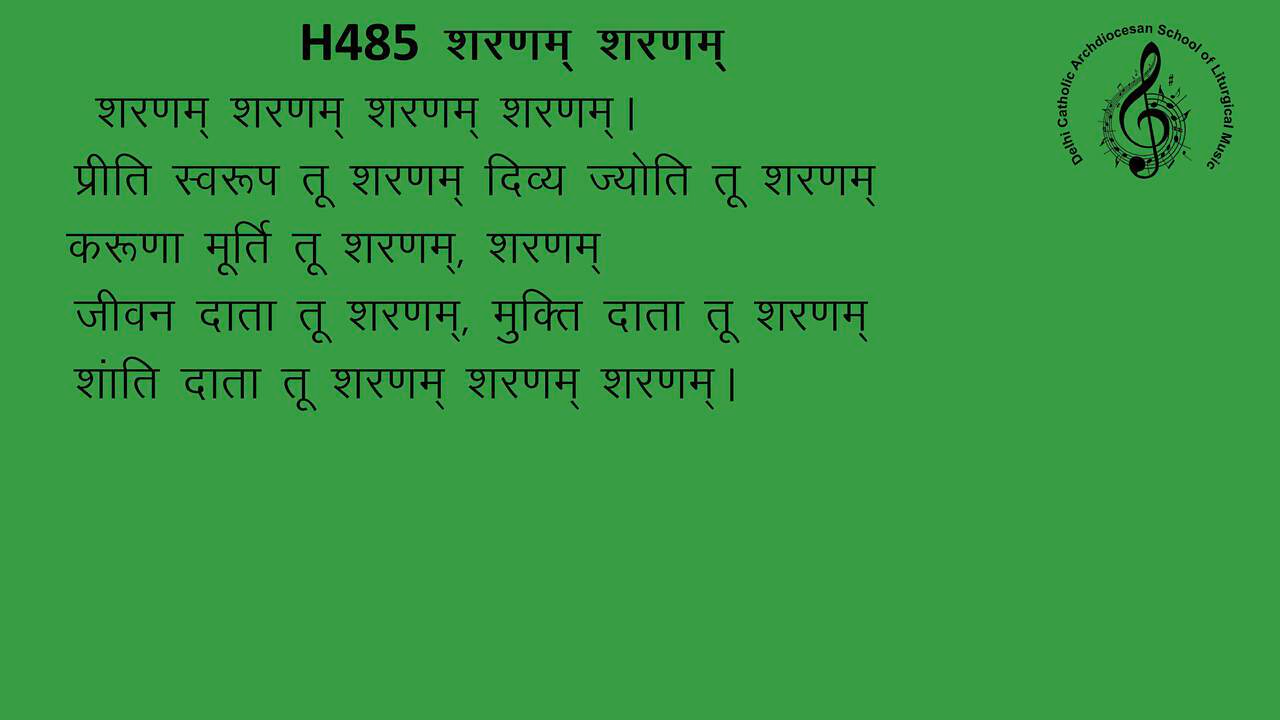 H485 शरणम् शरणम्
शरणम् शरणम् शरणम् शरणम्।
प्रीति स्वरूप तू शरणम् दिव्य ज्योति तू शरणम्
करूणा मूर्ति तू शरणम्, शरणम्
जीवन दाता तू शरणम्, मुक्ति दाता तू शरणम्
शांति दाता तू शरणम् शरणम् शरणम्।
Delhi Catholic Archdiocesan School of Liturgical Music